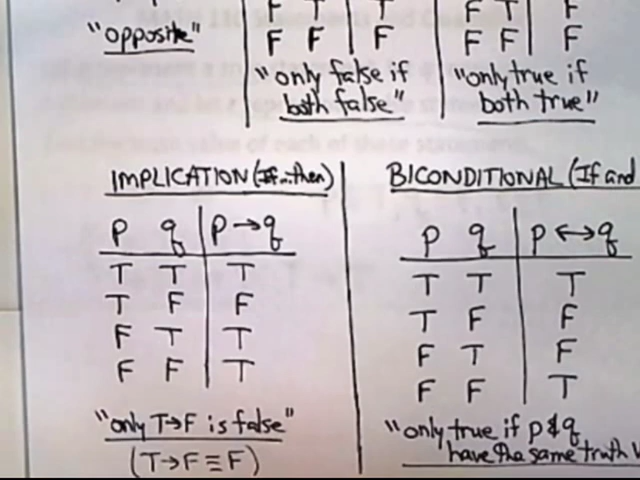 F T T F T F
"opposite" F F F F F F
"only false if "only true if
both false" both true"
IMPLICATION (If...then) BICONDITIONAL (If and
p q p→q p q p↔q
T T T T T T
T F F T F F
F T T F T F
F F T F F T
"only T→F is false" "only true if p & q
(T→F≡F) have the same truth